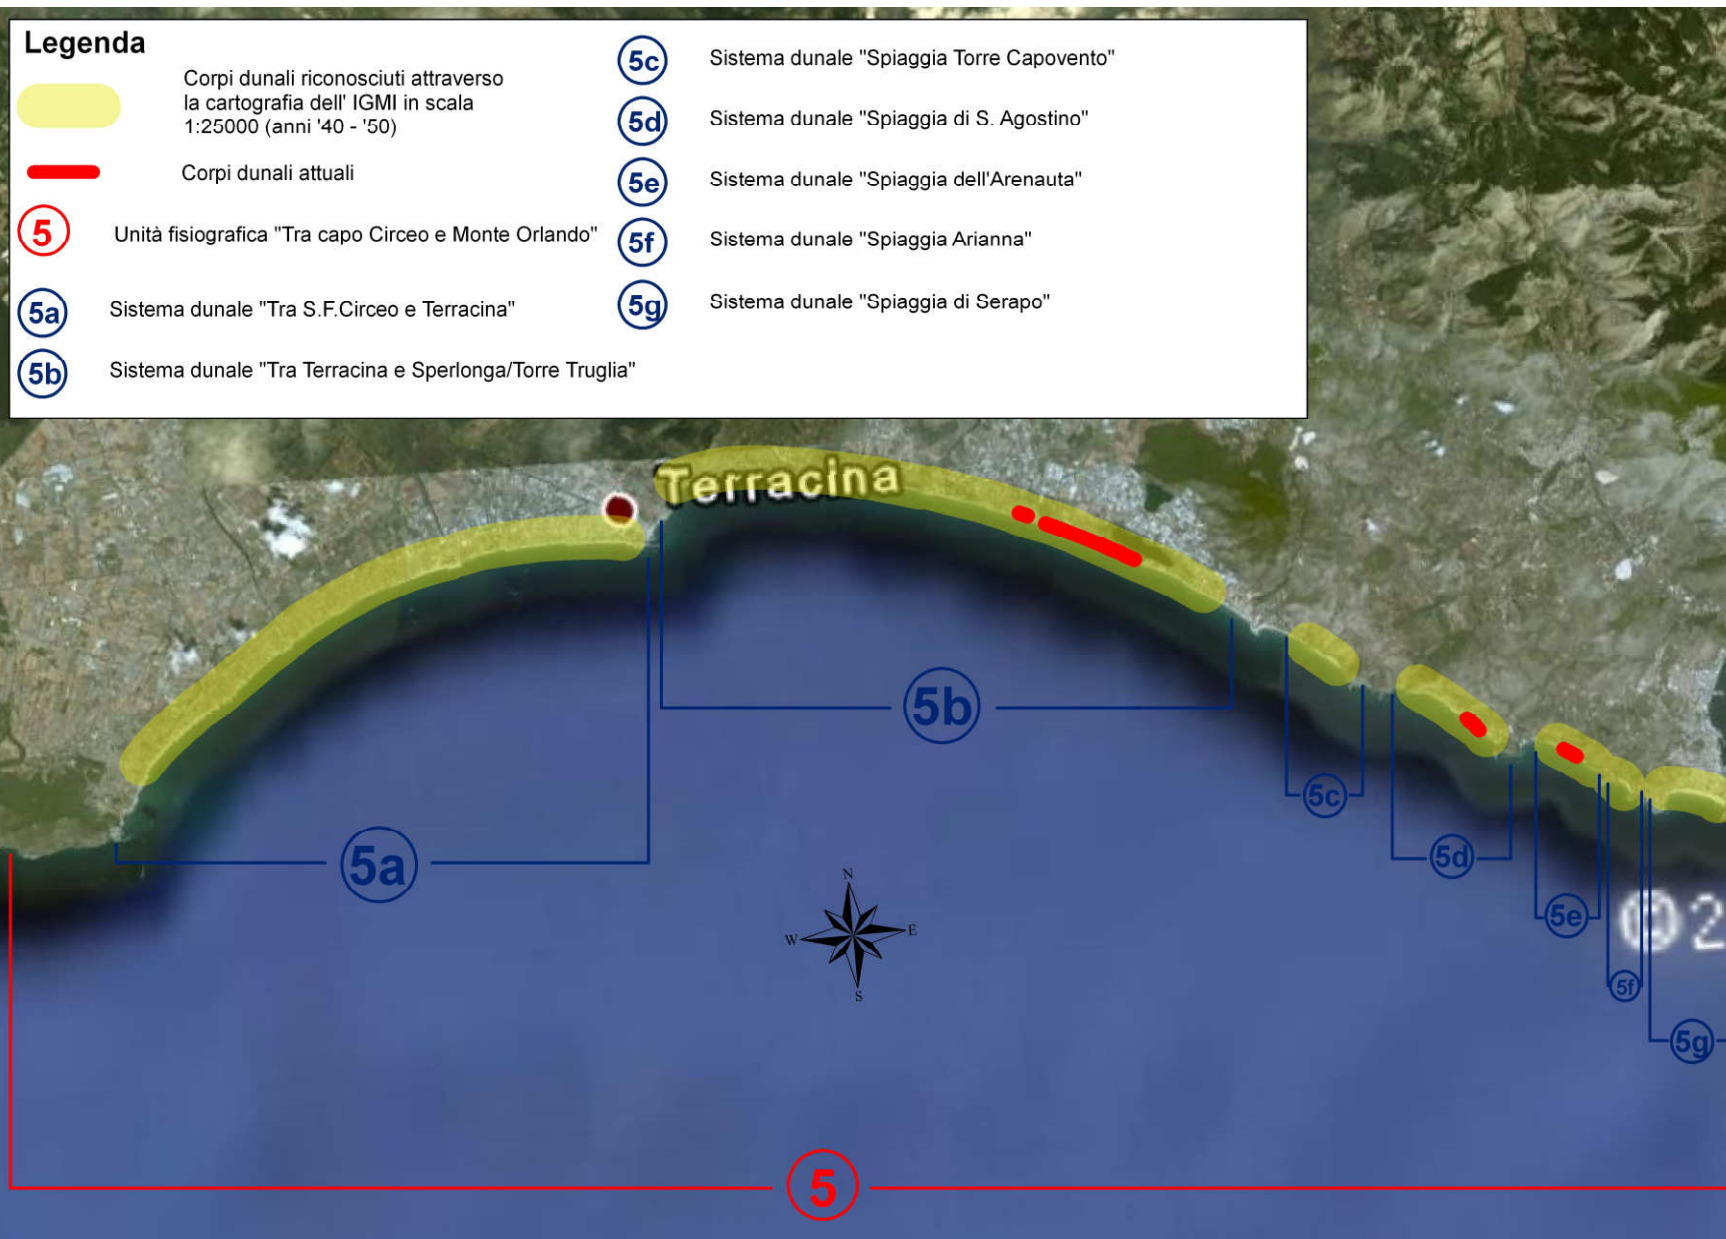 Legenda
Corpi dunali riconosciuti attraverso
la cartografia dell' IGMI in scala
1:25000 (anni '40 - '50)
Corpi dunali attuali
5
Unità fisiografica "Tra capo Circeo e Monte Orlando"
5a
Sistema dunale "Tra S.F.Circeo e Terracina"
5b
Sistema dunale "Tra Terracina e Sperlonga/Torre Truglia"
5c
Sistema dunale "Spiaggia Torre Capovento"
5d
Sistema dunale "Spiaggia di S. Agostino"
5e
Sistema dunale "Spiaggia dell'Arenauta"
5f
Sistema dunale "Spiaggia Arianna"
5g
Sistema dunale "Spiaggia di Serapo"
Terracina
5b
5c
5a
5d
5e
5f
5g
N
W
E
S
2
5